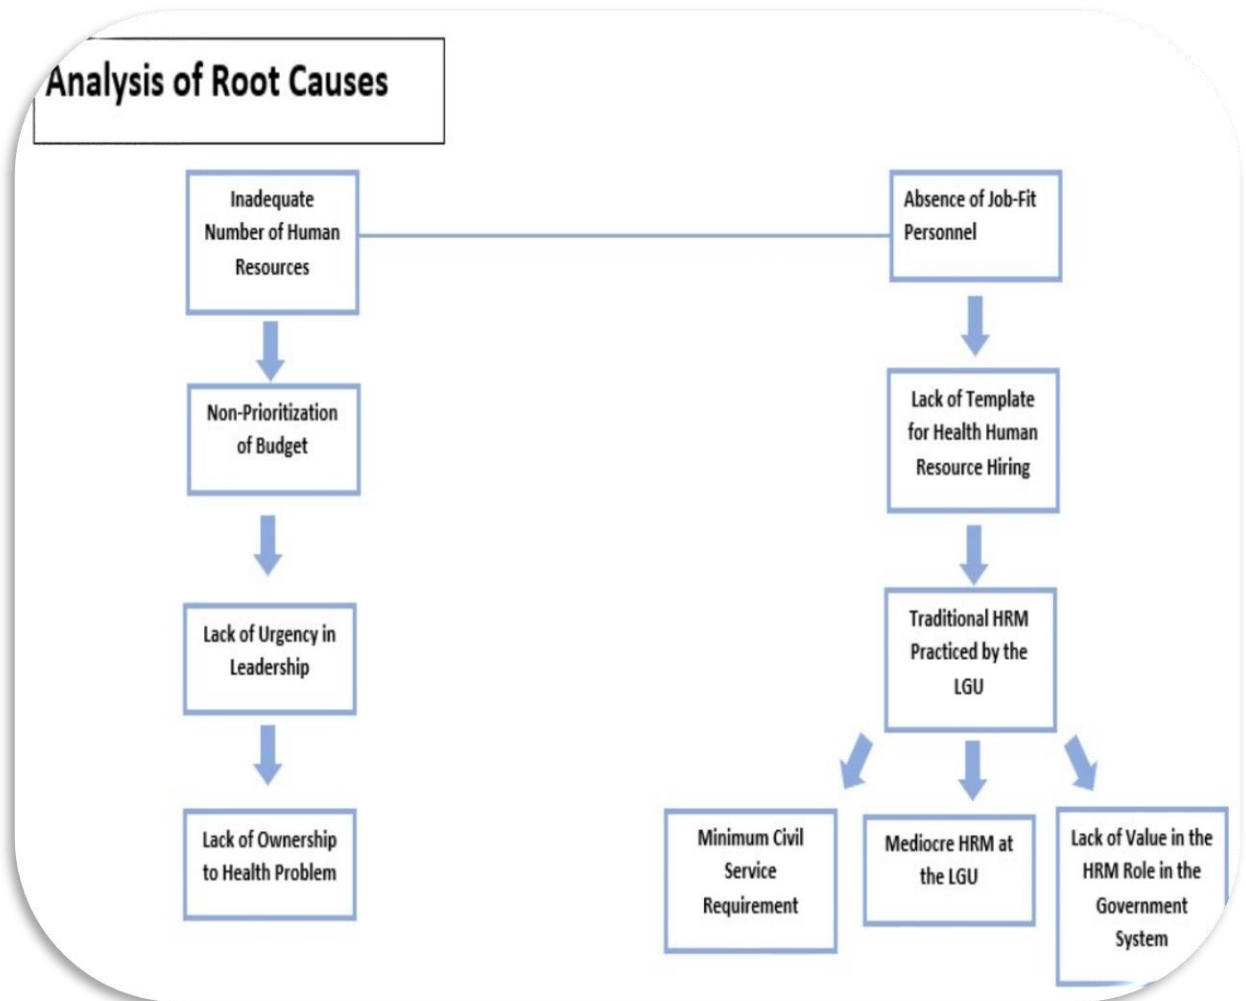 Analysis of Root Causes
Inadequate
Number of Human
Resources
Absence of Job-Fit
Personnel
Non-Prioritization
of Budget
Lack of Template
for Health Human
Resource Hiring
Lack of Urgency in
Leadership
Traditional HRM
Practiced by the
LGU
Lack of Ownership
to Health Problem
Minimum Civil
Service
Requirement
Mediocre HRM at
the LGU
Lack of Value in the
HRM Role in the
Government
System